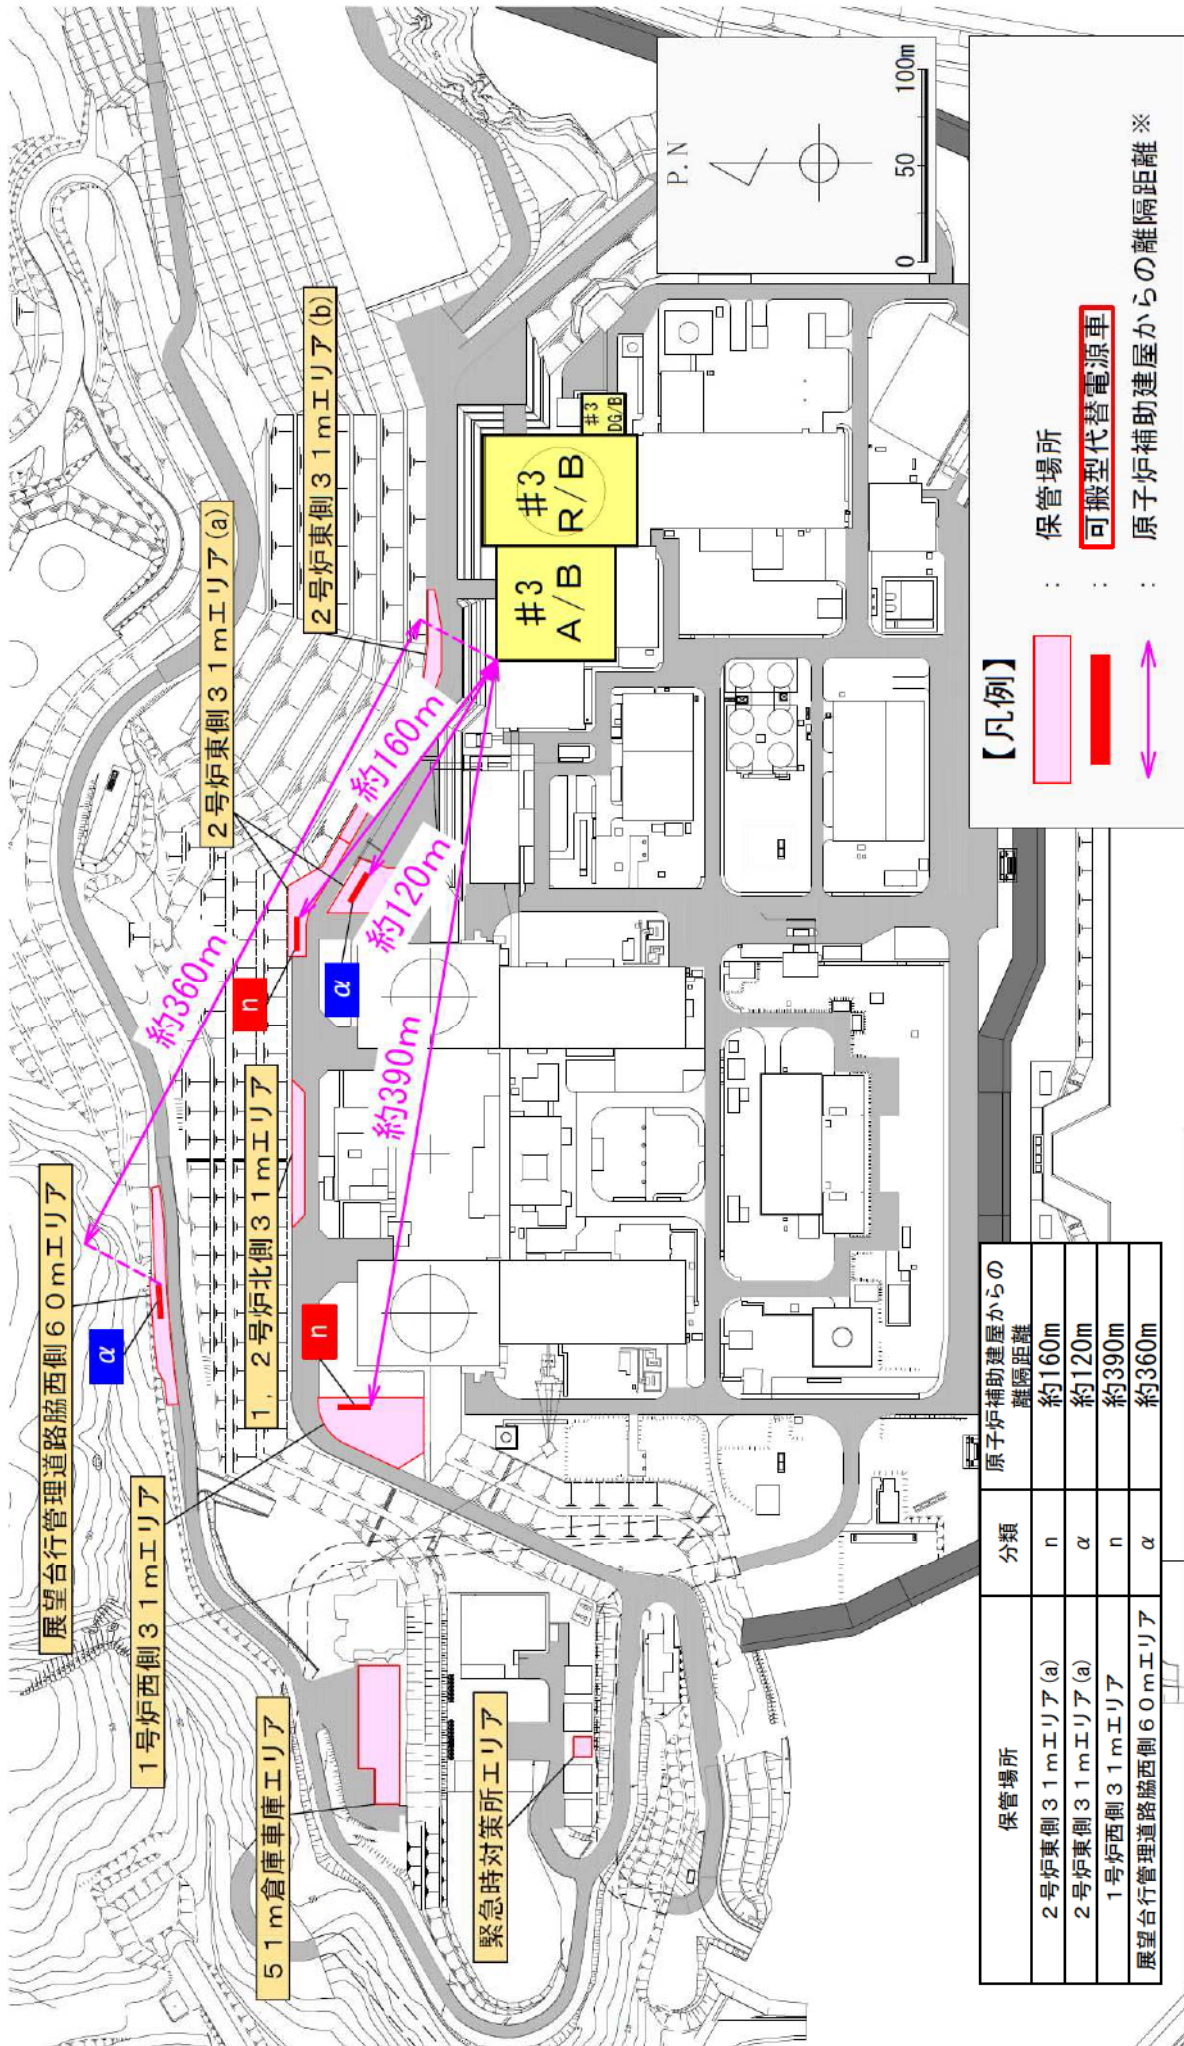 展望台行管理道路脇西側60mエリア
1号炉西側31mエリア
51m倉庫車庫エリア
緊急時対策所エリア
1,2号炉北側31mエリア
2号炉東側31mエリア(a)
2号炉東側31mエリア(b)
α
n
n
α
約360m
約160m
約120m
約390m
#3
A/B
#3
R/B
#3
DG/B
P.N
0 50 100m
【凡例】
: 保管場所
: 可搬型代替電源車
: 原子炉補助建屋からの離隔距離※
保管場所 分類 原子炉補助建屋からの
離隔距離
2号炉東側31mエリア(a) n 約160m
2号炉東側31mエリア(a) α 約120m
1号炉西側31mエリア n 約390m
展望台行管理道路脇西側60mエリア α 約360m